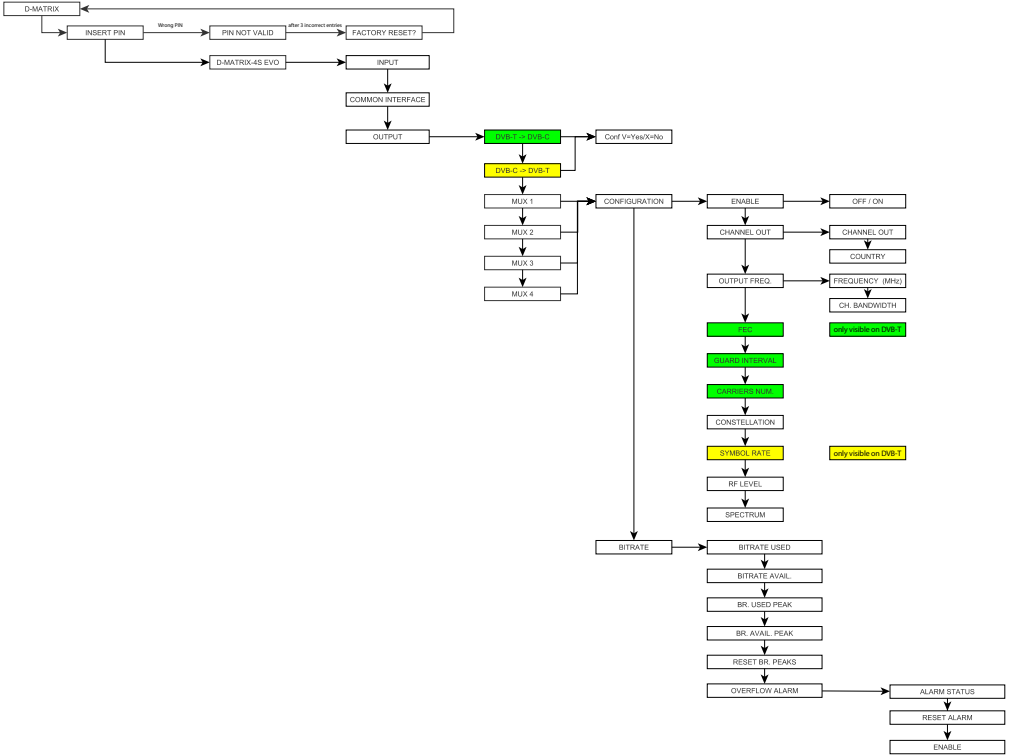 D-MATRIX
INSERT PIN
Wrong PIN
PIN NOT VALID
after 3 incorrect entries
FACTORY RESET?
D-MATRIX-4S EVO
INPUT
COMMON INTERFACE
OUTPUT
DVB-T -> DVB-C
Conf V=Yes/X=No
DVB-C -> DVB-T
MUX 1
CONFIGURATION
ENABLE
OFF / ON
MUX 2
CHANNEL OUT
CHANNEL OUT
COUNTRY
MUX 3
OUTPUT FREQ.
FREQUENCY (MHz)
MUX 4
CH. BANDWIDTH
FEC
only visible on DVB-T
GUARD INTERVAL
CARRIERS NUM.
CONSTELLATION
SYMBOL RATE
only visible on DVB-T
RF LEVEL
SPECTRUM
BITRATE
BITRATE USED
BITRATE AVAIL.
BR. USED PEAK
BR. AVAIL. PEAK
RESET BR. PEAKS
OVERFLOW ALARM
ALARM STATUS
RESET ALARM
ENABLE